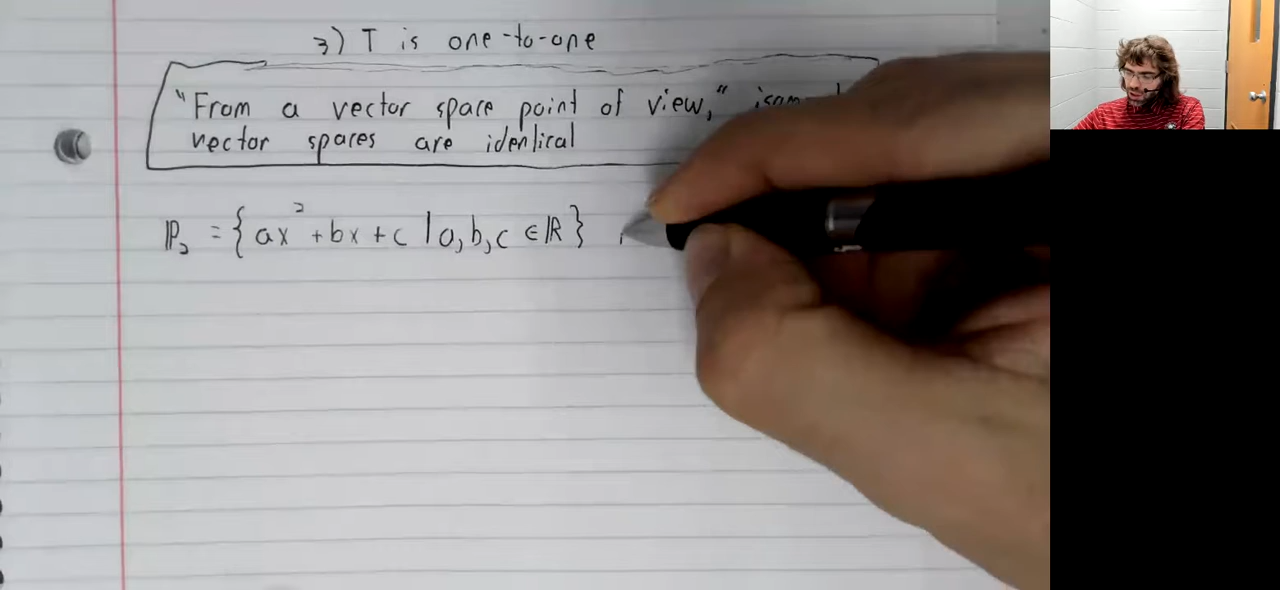 3) T is one-to-one
"From a vector space point of view,"
vector spaces are identical
ℙ₂ = {ax² + bx + c | a, b, c ∈ ℝ}